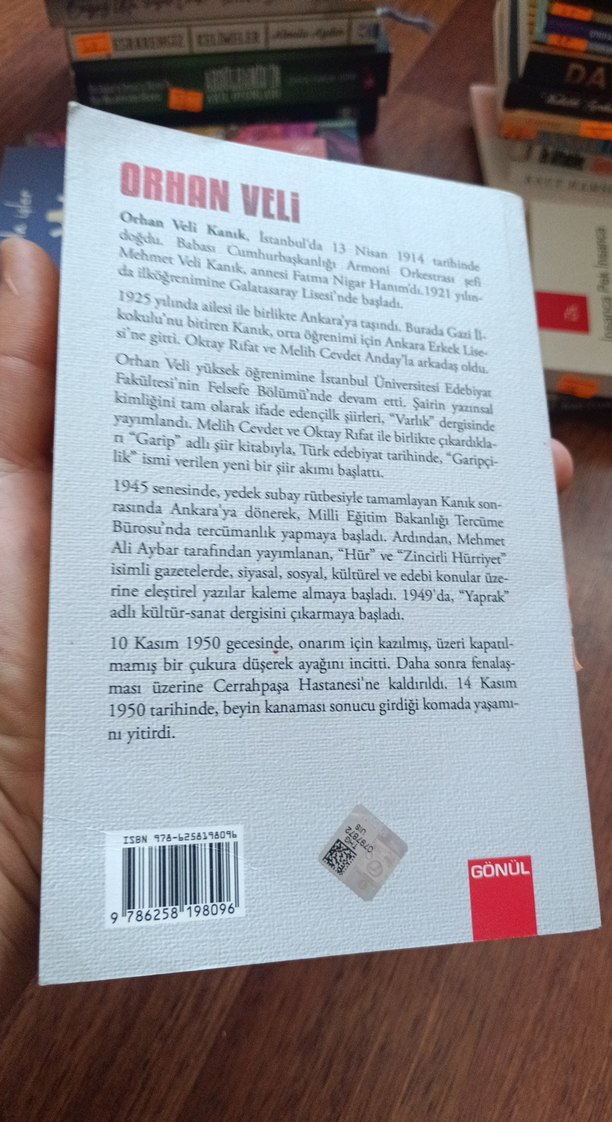 ORHAN VELİ
Orhan Veli Kanık, İstanbul'da 13 Nisan 1914 tarihinde
doğdu. Babası Cumhurbaşkanlığı Armoni Orkestrası şefi
Mehmet Veli Kanık, annesi Fatma Nigar Hanım'dı.1921 yılın-
da ilköğrenimine Galatasaray Lisesi'nde başladı.
1925 yılında ailesi ile birlikte Ankara'ya taşındı. Burada Gazi İl-
kokulu'nu bitiren Kanık, orta öğrenimi için Ankara Erkek Lise-
si'ne gitti. Oktay Rıfat ve Melih Cevdet Anday'la arkadaş oldu.
Orhan Veli yüksek öğrenimine İstanbul Üniversitesi Edebiyat
Fakültesi'nin Felsefe Bölümü'nde devam etti. Şairin yazınsal
kimliğini tam olarak ifade edençilk şiirleri, "Varlık" dergisinde
yayımlandı. Melih Cevdet ve Oktay Rıfat ile birlikte çıkardıkla-
rı "Garip" adlı şiir kitabıyla, Türk edebiyat tarihinde, "Garipçi-
lik" ismi verilen yeni bir şiir akımı başlattı.
1945 senesinde, yedek subay rütbesiyle tamamlayan Kanık son-
rasında Ankara'ya dönerek, Milli Eğitim Bakanlığı Tercüme
Bürosu'nda tercümanlık yapmaya başladı. Ardından, Mehmet
Ali Aybar tarafından yayımlanan, "Hür" ve "Zincirli Hürriyet"
isimli gazetelerde, siyasal, sosyal, kültürel ve edebi konular üze-
rine eleştirel yazılar kaleme almaya başladı. 1949'da, "Yaprak"
adlı kültür-sanat dergisini çıkarmaya başladı.
10 Kasım 1950 gecesinde, onarım için kazılmış, üzeri kapatıl-
mamış bir çukura düşerek ayağını incitti. Daha sonra fenalaş-
ması üzerine Cerrahpaşa Hastanesi'ne kaldırıldı. 14 Kasım
1950 tarihinde, beyin kanaması sonucu girdiği komada yaşamı-
nı yitirdi.
ISBN 978-6258198096
9 786258 198096
GÖNÜL